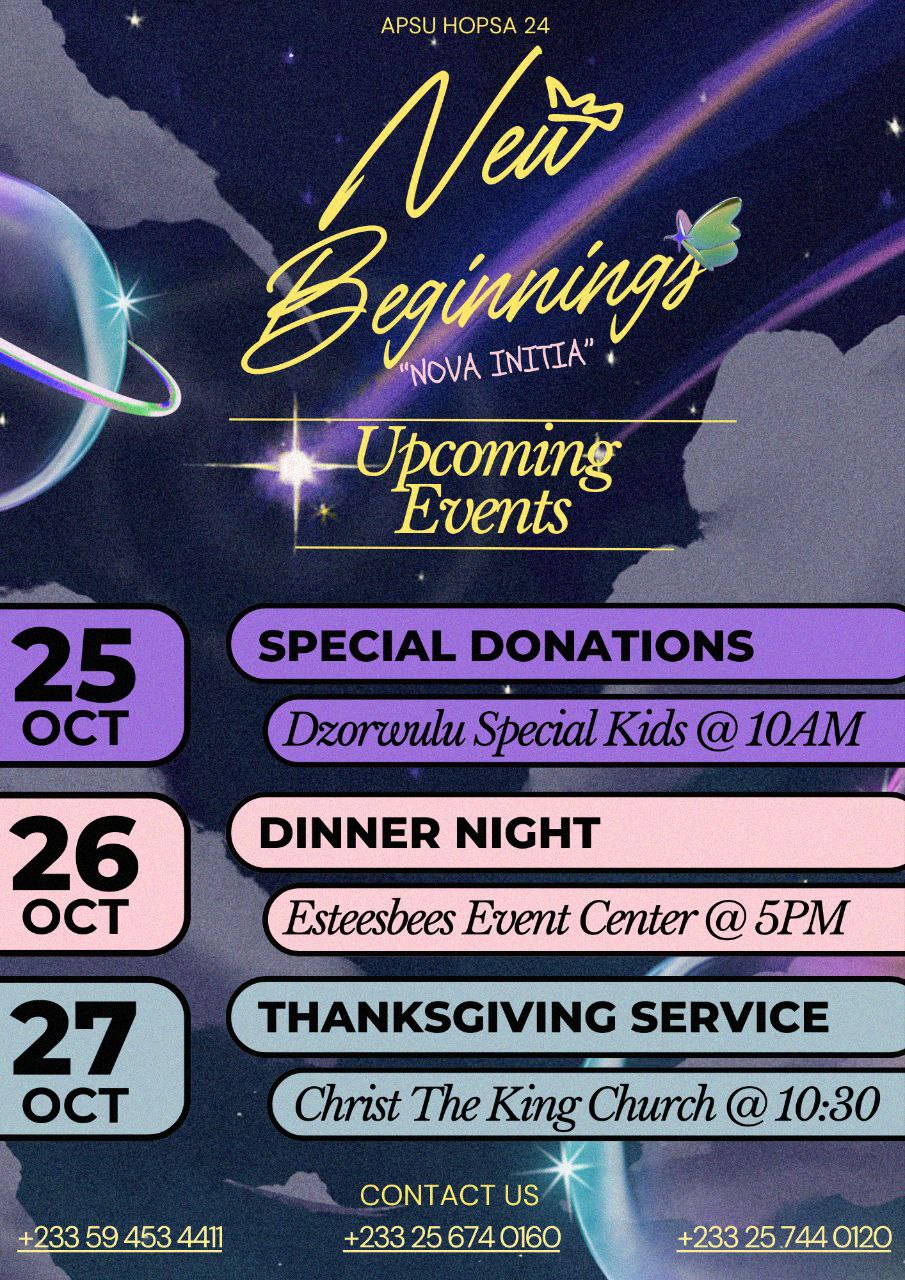 APSU HOPSA 24
New
Beginnings
"NOVA INITIA"
Upcoming
Events
25
OCT
SPECIAL DONATIONS
Dzorwulu Special Kids @ 10AM
26
OCT
DINNER NIGHT
Esteesbees Event Center @ 5PM
27
OCT
THANKSGIVING SERVICE
Christ The King Church @ 10:30
CONTACT US
+233 59 453 4411
+233 25 674 0160
+233 25 744 0120